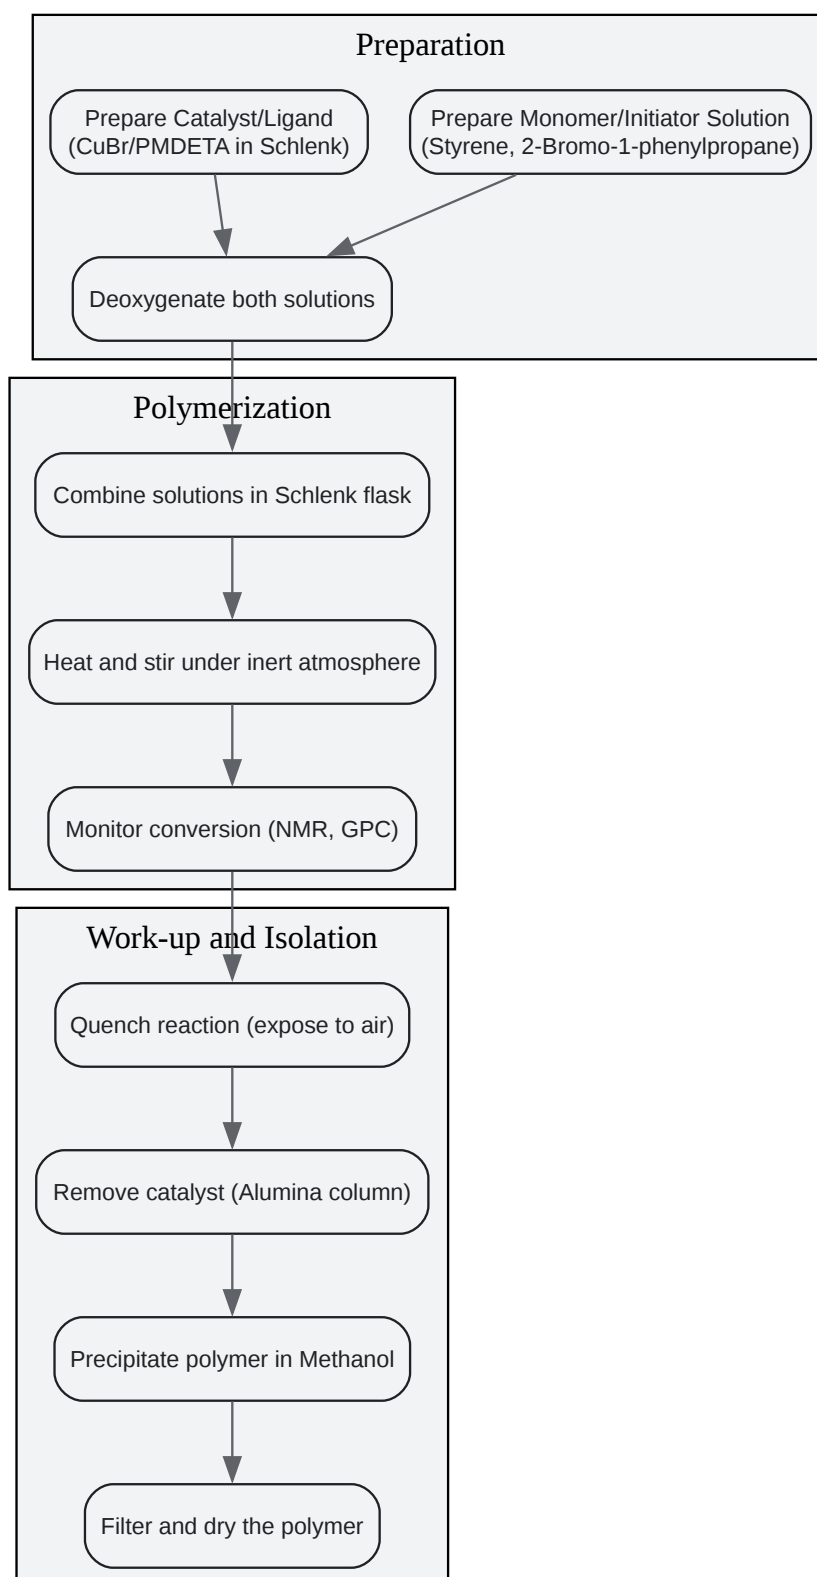 Preparation
Prepare Catalyst/Ligand
(CuBr/PMDETA in Schlenk)
Prepare Monomer/Initiator Solution
(Styrene, 2-Bromo-1-phenylpropane)
Deoxygenate both solutions
Polymerization
Combine solutions in Schlenk flask
Heat and stir under inert atmosphere
Monitor conversion (NMR, GPC)
Work-up and Isolation
Quench reaction (expose to air)
Remove catalyst (Alumina column)
Precipitate polymer in Methanol
Filter and dry the polymer